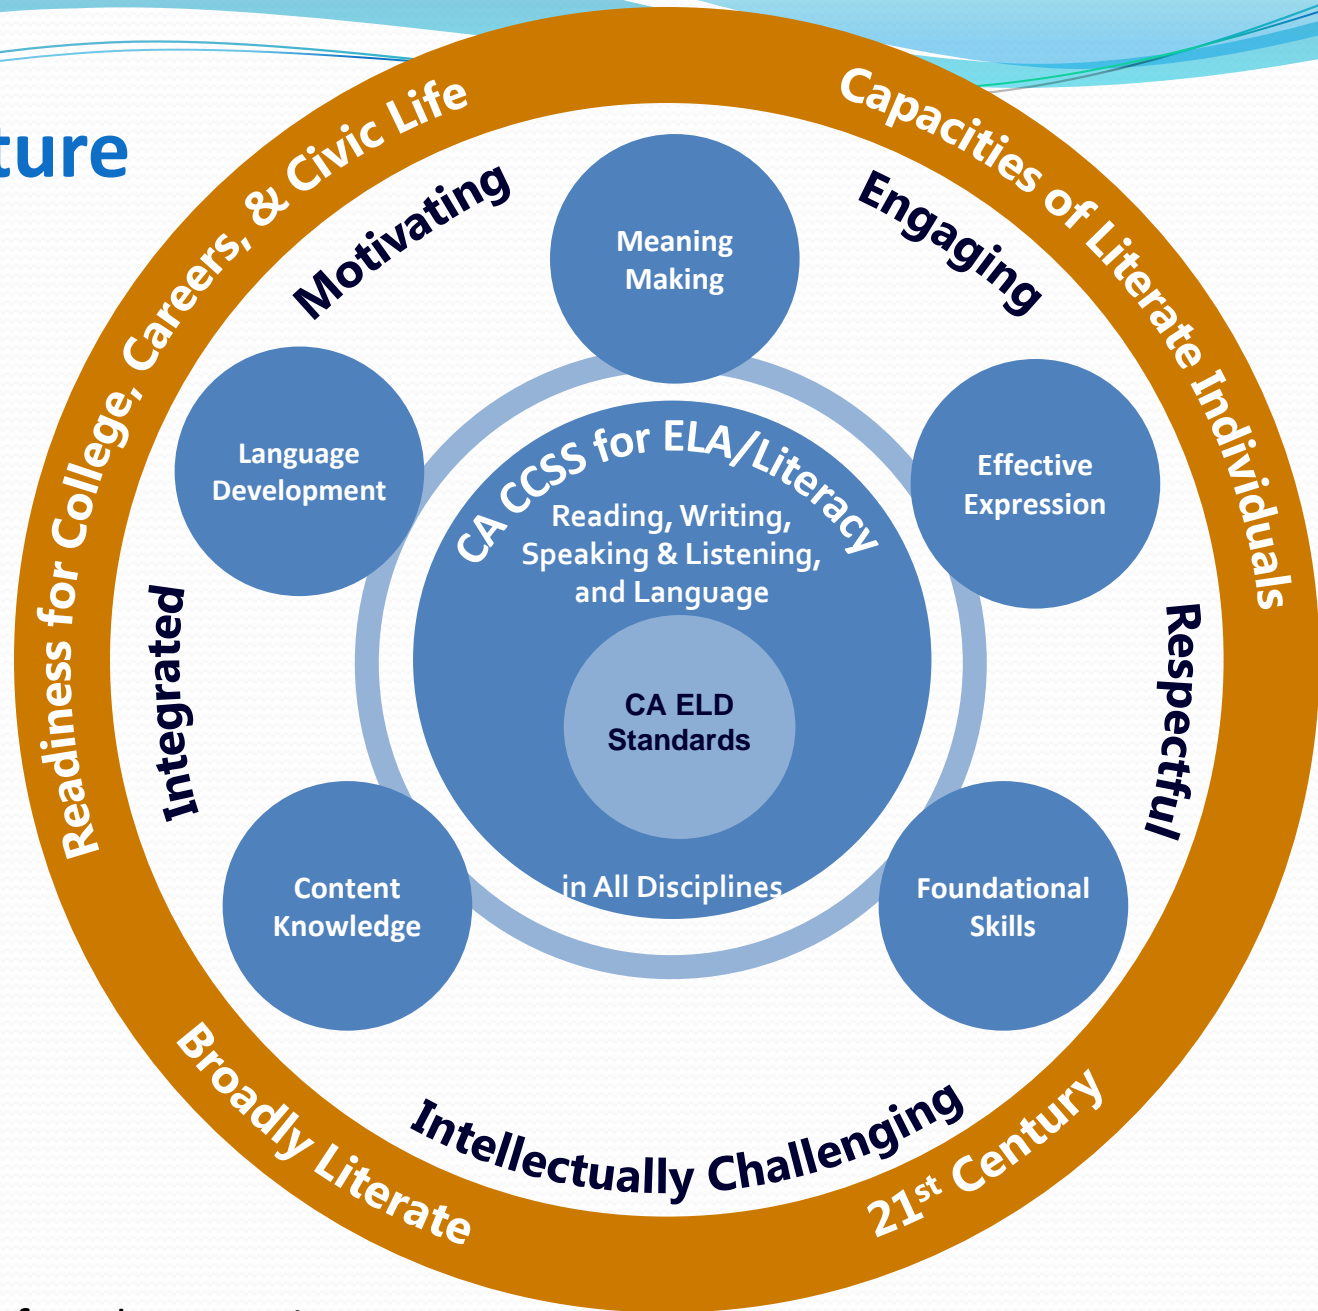 ture
Readiness for College, Careers, & Civic Life
Capacities of Literate Individuals
Motivating
Engaging
Meaning
Making
Language
Development
Effective
Expression
CA CCSS for ELA/Literacy
Reading, Writing,
Speaking & Listening,
and Language
CA ELD
Standards
in All Disciplines
Integrated
Respectful
Content
Knowledge
Foundational
Skills
Intellectually Challenging
Broadly Literate
21st Century